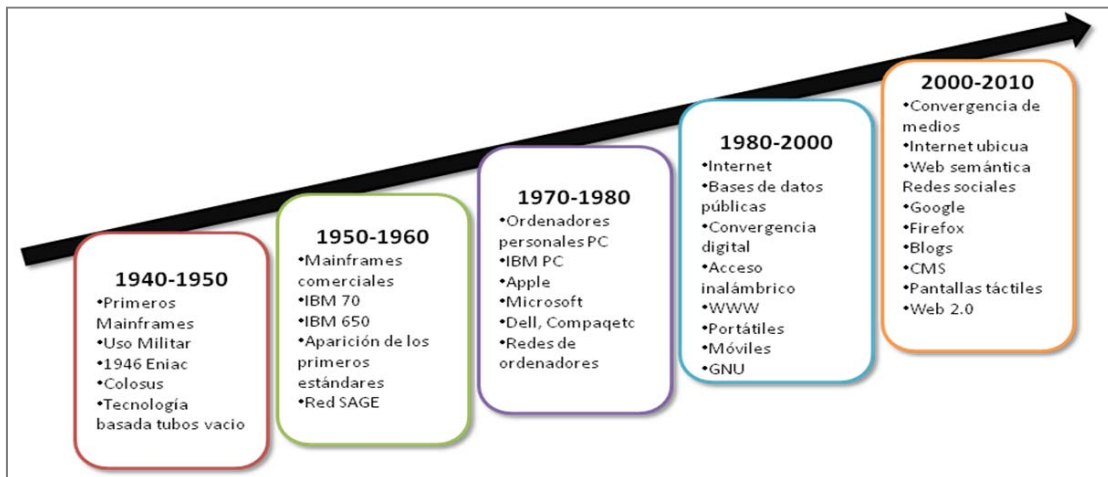 1940-1950
•Primeros
Mainframes
•Uso Militar
•1946 Eniac
•Colosus
•Tecnología
basada tubos vacio
1950-1960
•Mainframes
comerciales
•IBM 70
•IBM 650
•Aparición de los
primeros
estándares
•Red SAGE
1970-1980
•Ordenadores
personales PC
•IBM PC
•Apple
•Microsoft
•Dell, Compaqetc
•Redes de
ordenadores
1980-2000
•Internet
•Bases de datos
públicas
•Convergencia
digital
•Acceso
inalámbrico
•WWW
•Portátiles
•Móviles
•GNU
2000-2010
•Convergencia de
medios
•Internet ubicua
•Web semántica
Redes sociales
•Google
•Firefox
•Blogs
•CMS
•Pantallas táctiles
•Web 2.0